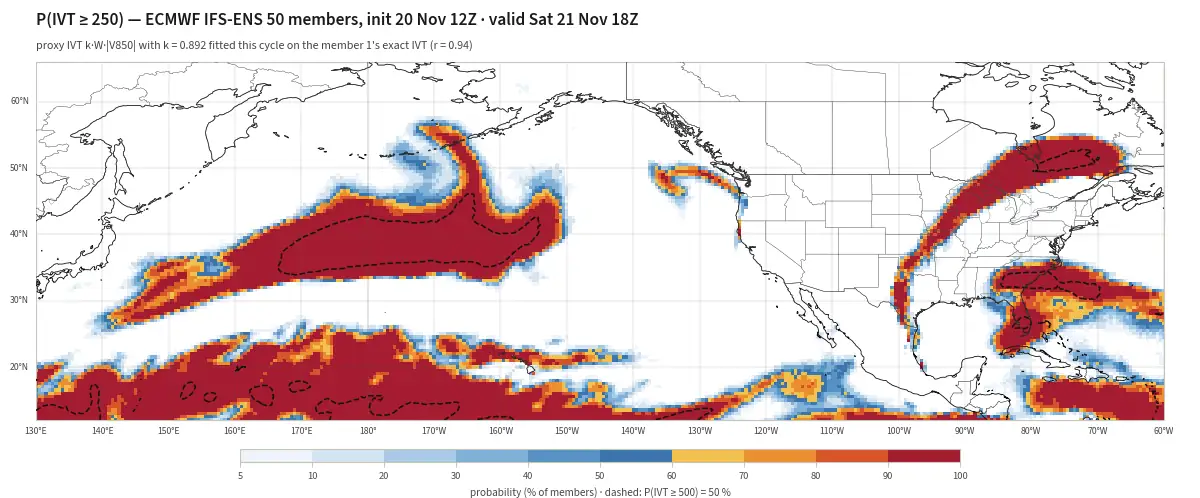 P(IVT ≥ 250) — ECMWF IFS-ENS 50 members, init 20 Nov 12Z · valid Sat 21 Nov 18Z
proxy IVT k·W·|V850| with k = 0.892 fitted this cycle on the member 1's exact IVT (r = 0.94)
60°N
50°N
40°N
30°N
20°N
130°E 140°E 150°E 160°E 170°E 180° 170°W 160°W 150°W 140°W 130°W 120°W 110°W 100°W 90°W 80°W 70°W 60°W
5 10 20 30 40 50 60 70 80 90 100
probability (% of members) · dashed: P(IVT ≥ 500) = 50 %